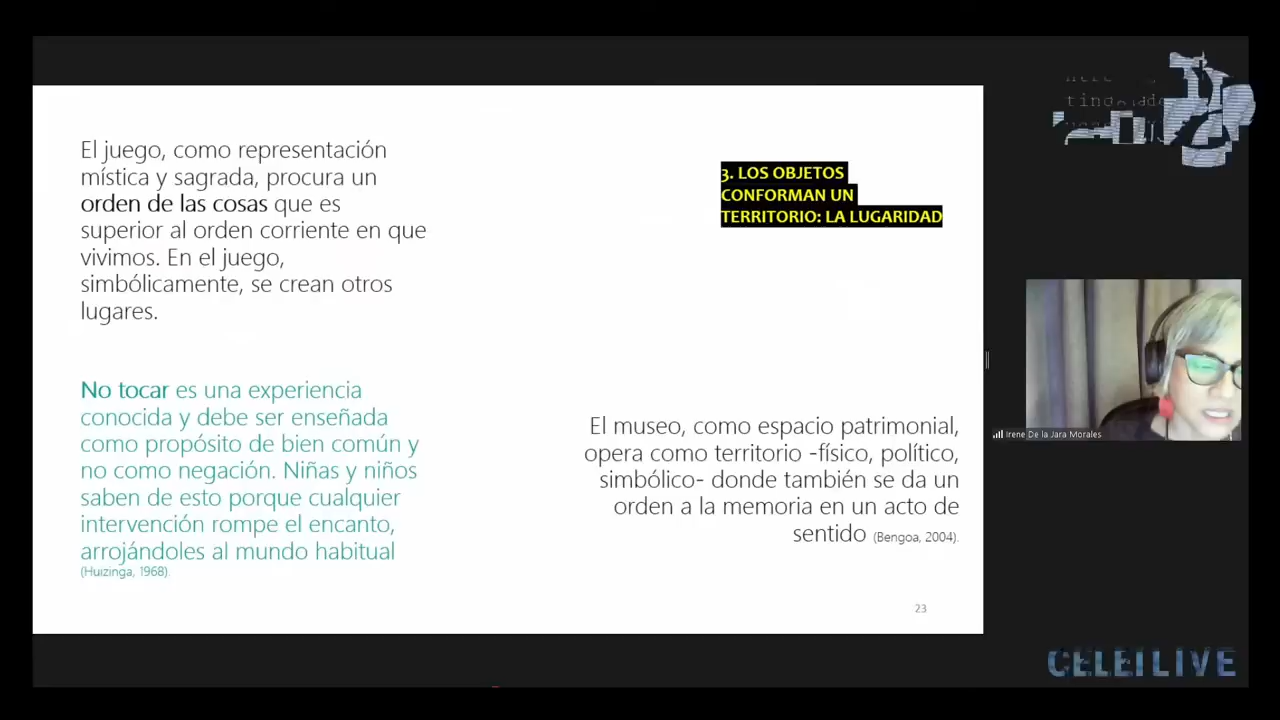 El juego, como representación
mística y sagrada, procura un
orden de las cosas que es
superior al orden corriente en que
vivimos. En el juego,
simbólicamente, se crean otros
lugares.
No tocar es una experiencia
conocida y debe ser enseñada
como propósito de bien común y
no como negación. Niñas y niños
saben de esto porque cualquier
intervención rompe el encanto,
arrojándoles al mundo habitual
(Huizinga, 1968).
3. LOS OBJETOS
CONFORMAN UN
TERRITORIO: LA LUGARIDAD
El museo, como espacio patrimonial,
opera como territorio -físico, político,
simbólico- donde también se da un
orden a la memoria en un acto de
sentido (Bengoa, 2004).
23
Irene De la Jara Morales
CELEI LIVE